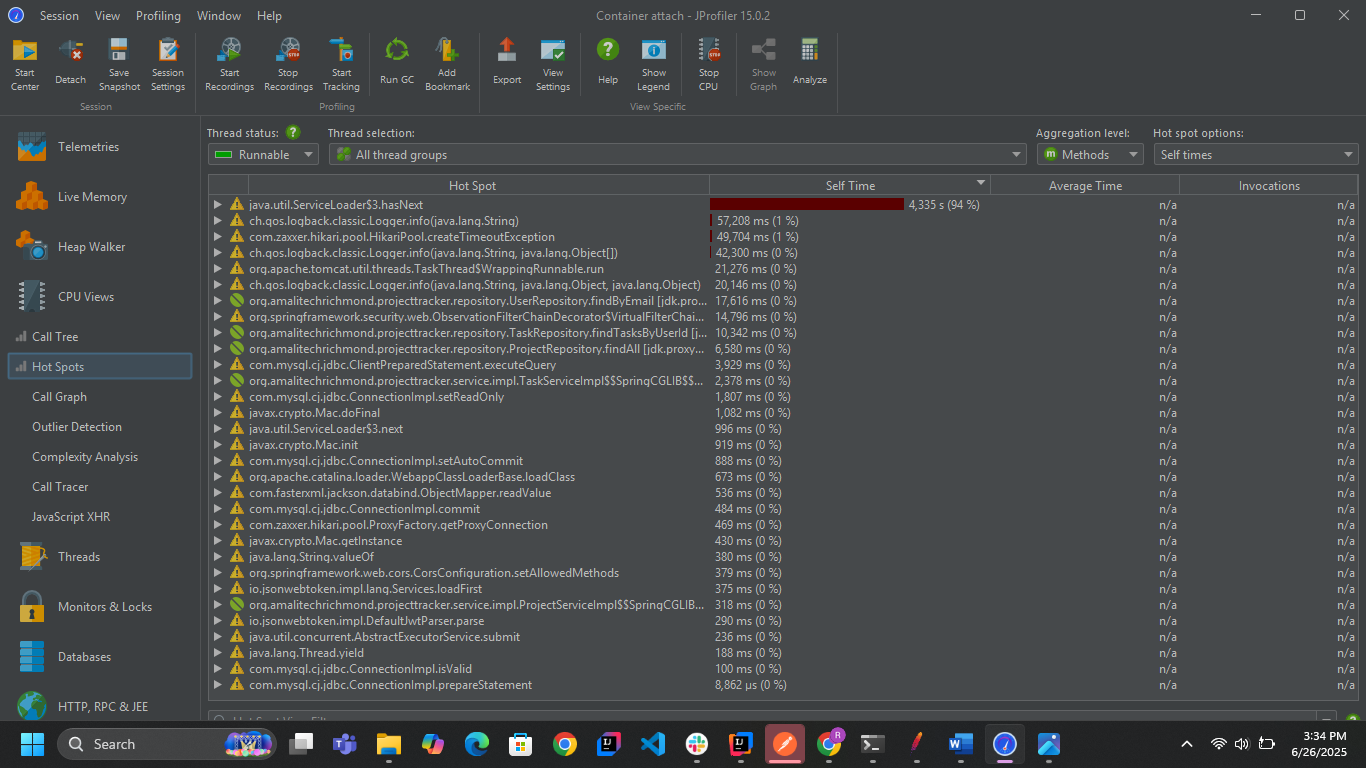 Session View Profiling Window Help Container attach - JProfiler 15.0.2
Start Center Detach Save Snapshot Session Settings Start Recordings Stop Recordings Start Tracking Run GC Add Bookmark Export View Settings Help Show Legend Stop CPU Show Graph Analyze
Session Profiling View Specific
Telemetries
Live Memory
Heap Walker
CPU Views
Call Tree
Hot Spots
Call Graph
Outlier Detection
Complexity Analysis
Call Tracer
JavaScript XHR
Threads
Monitors & Locks
Databases
HTTP, RPC & JEE
Thread status: Thread selection: Aggregation level: Hot spot options:
Runnable All thread groups Methods Self times
Hot Spot Self Time Average Time Invocations
java.util.ServiceLoader$3.hasNext 4,335 s (94 %) n/a n/a
ch.qos.logback.classic.Logger.info(java.lang.String) 57,208 ms (1 %) n/a n/a
com.zaxxer.hikari.pool.HikariPool.createTimeoutException 49,704 ms (1 %) n/a n/a
ch.qos.logback.classic.Logger.info(java.lang.String, java.lang.Object[]) 42,300 ms (0 %) n/a n/a
org.apache.tomcat.util.threads.TaskThread$WrappingRunnable.run 21,276 ms (0 %) n/a n/a
ch.qos.logback.classic.Logger.info(java.lang.String, java.lang.Object, java.lang.Object) 20,146 ms (0 %) n/a n/a
org.amalitechrichmond.projecttracker.repository.UserRepository.findByEmail [jdk.pro... 17,616 ms (0 %) n/a n/a
org.springframework.security.web.ObservationFilterChainDecorator$VirtualFilterChai... 14,796 ms (0 %) n/a n/a
org.amalitechrichmond.projecttracker.repository.TaskRepository.findTasksByUserId [j... 10,342 ms (0 %) n/a n/a
org.amalitechrichmond.projecttracker.repository.ProjectRepository.findAll [jdk.proxy... 6,580 ms (0 %) n/a n/a
com.mysql.cj.jdbc.ClientPreparedStatement.executeQuery 3,929 ms (0 %) n/a n/a
org.amalitechrichmond.projecttracker.service.impl.TaskServiceImpl$$SpringCGLIB$$... 2,378 ms (0 %) n/a n/a
com.mysql.cj.jdbc.ConnectionImpl.setReadOnly 1,807 ms (0 %) n/a n/a
javax.crypto.Mac.doFinal 1,082 ms (0 %) n/a n/a
java.util.ServiceLoader$3.next 996 ms (0 %) n/a n/a
javax.crypto.Mac.init 919 ms (0 %) n/a n/a
com.mysql.cj.jdbc.ConnectionImpl.setAutoCommit 888 ms (0 %) n/a n/a
org.apache.catalina.loader.WebappClassLoaderBase.loadClass 673 ms (0 %) n/a n/a
com.fasterxml.jackson.databind.ObjectMapper.readValue 536 ms (0 %) n/a n/a
com.mysql.cj.jdbc.ConnectionImpl.commit 484 ms (0 %) n/a n/a
com.zaxxer.hikari.pool.ProxyFactory.getProxyConnection 469 ms (0 %) n/a n/a
javax.crypto.Mac.getInstance 430 ms (0 %) n/a n/a
java.lang.String.valueOf 380 ms (0 %) n/a n/a
org.springframework.web.cors.CorsConfiguration.setAllowedMethods 379 ms (0 %) n/a n/a
io.jsonwebtoken.impl.lang.Services.loadFirst 375 ms (0 %) n/a n/a
org.amalitechrichmond.projecttracker.service.impl.ProjectServiceImpl$$SpringCGLIB... 318 ms (0 %) n/a n/a
io.jsonwebtoken.impl.DefaultJwtParser.parse 290 ms (0 %) n/a n/a
java.util.concurrent.AbstractExecutorService.submit 236 ms (0 %) n/a n/a
java.lang.Thread.yield 188 ms (0 %) n/a n/a
com.mysql.cj.jdbc.ConnectionImpl.isValid 100 ms (0 %) n/a n/a
com.mysql.cj.jdbc.ConnectionImpl.prepareStatement 8,862 µs (0 %) n/a n/a
Search
3:34 PM
6/26/2025